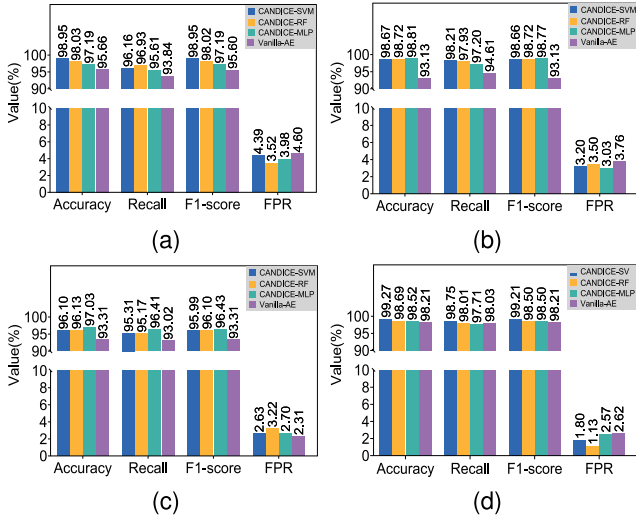 CANDICE-SVM
CANDICE-RF
CANDICE-MLP
Vanila-AE
98.95 98.03 97.19 95.66 96.16 96.93 95.61 93.84 98.95 98.02 97.19 95.60 4.39 3.52 3.98 4.60
Value(%)
100
95
90
10
8
6
4
2
0
Accuracy Recall F1-score FPR
(a)
CANDICE-SVM
CANDICE-RF
CANDICE-MLP
Vanilla-AE
98.67 98.72 98.81 93.13 98.21 97.93 97.20 94.61 98.66 98.72 98.77 93.13 3.20 3.50 3.03 3.76
Value(%)
100
95
90
10
8
6
4
2
0
Accuracy Recall F1-score FPR
(b)
CANDICE-SVM
CANDICE-RF
CANDICE-MLP
Vanilla-AE
96.10 96.13 97.03 93.31 95.31 95.17 96.41 93.02 95.99 96.10 96.43 93.31 2.63 3.22 2.70 2.31
Value(%)
100
95
90
10
8
6
4
2
0
Accuracy Recall F1-score FPR
(c)
CANDICE-SV
CANDICE-RF
CANDICE-MLP
Vanilla-AE
99.27 98.69 98.52 98.21 98.75 98.01 97.71 98.03 99.21 98.50 98.50 98.21 1.80 1.13 2.57 2.62
Value(%)
100
95
90
10
8
6
4
2
0
Accuracy Recall F1-score FPR
(d)